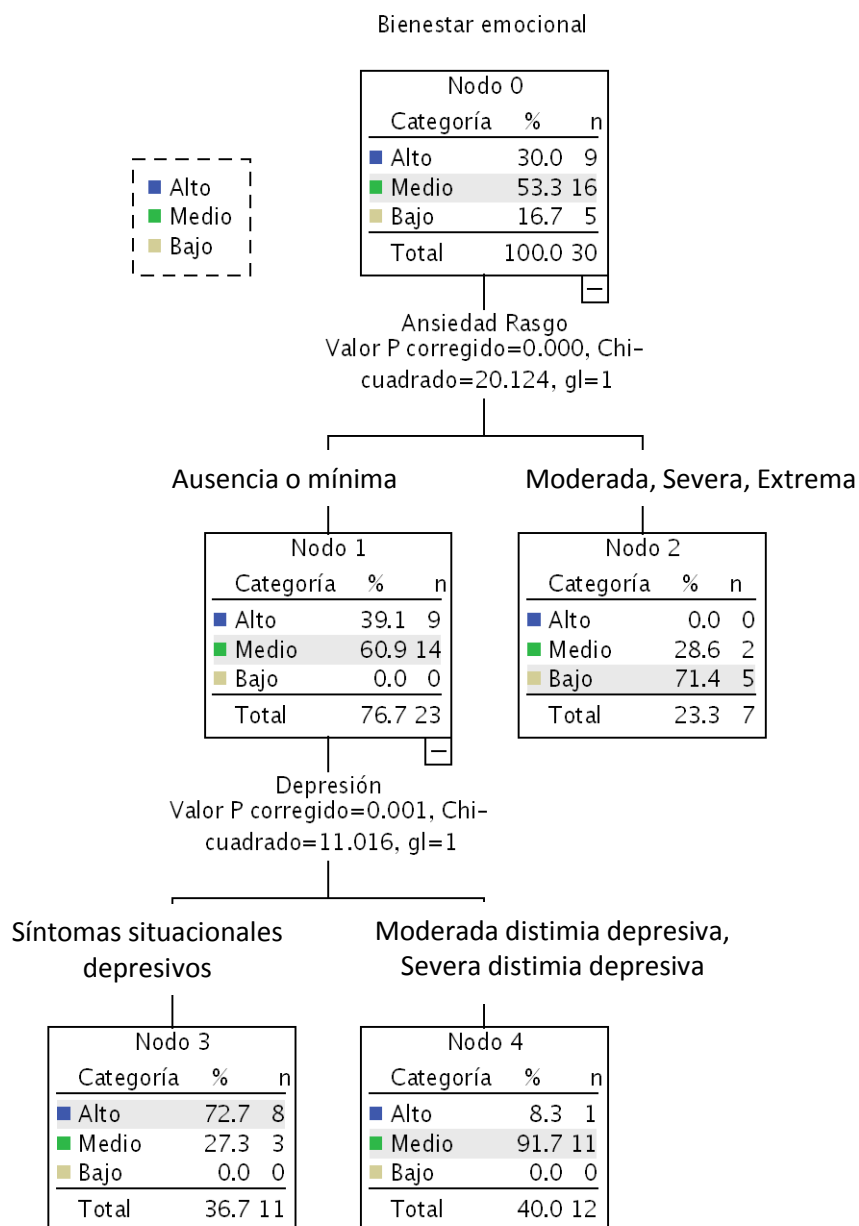 Bienestar emocional
Nodo 0
Categoría % n
Alto 30.0 9
Medio 53.3 16
Bajo 16.7 5
Total 100.0 30
Alto
Medio
Bajo
Ansiedad Rasgo
Valor P corregido=0.000, Chi-
cuadrado=20.124, gl=1
Ausencia o mínima
Moderada, Severa, Extrema
Nodo 1
Categoría % n
Alto 39.1 9
Medio 60.9 14
Bajo 0.0 0
Total 76.7 23
Nodo 2
Categoría % n
Alto 0.0 0
Medio 28.6 2
Bajo 71.4 5
Total 23.3 7
Depresión
Valor P corregido=0.001, Chi-
cuadrado=11.016, gl=1
Síntomas situacionales
depresivos
Moderada distimia depresiva,
Severa distimia depresiva
Nodo 3
Categoría % n
Alto 72.7 8
Medio 27.3 3
Bajo 0.0 0
Total 36.7 11
Nodo 4
Categoría % n
Alto 8.3 1
Medio 91.7 11
Bajo 0.0 0
Total 40.0 12